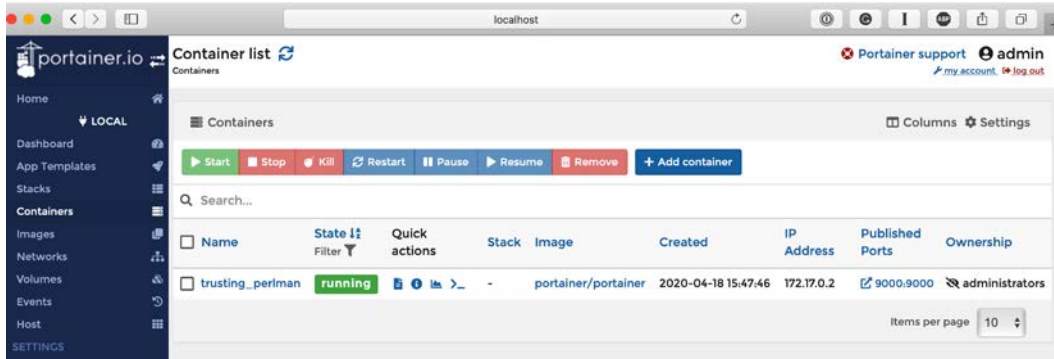 localhost
portainer.io
Container list
Containers
Portainer support admin
my account log out
Home
LOCAL
Dashboard
App Templates
Stacks
Containers
Images
Networks
Volumes
Events
Host
SETTINGS
Containers
Columns Settings
Start Stop Kill Restart Pause Resume Remove + Add container
Search...
Name State Filter Quick actions Stack Image Created IP Address Published Ports Ownership
trusting_perlman running - portainer/portainer 2020-04-18 15:47:46 172.17.0.2 9000:9000 administrators
Items per page 10